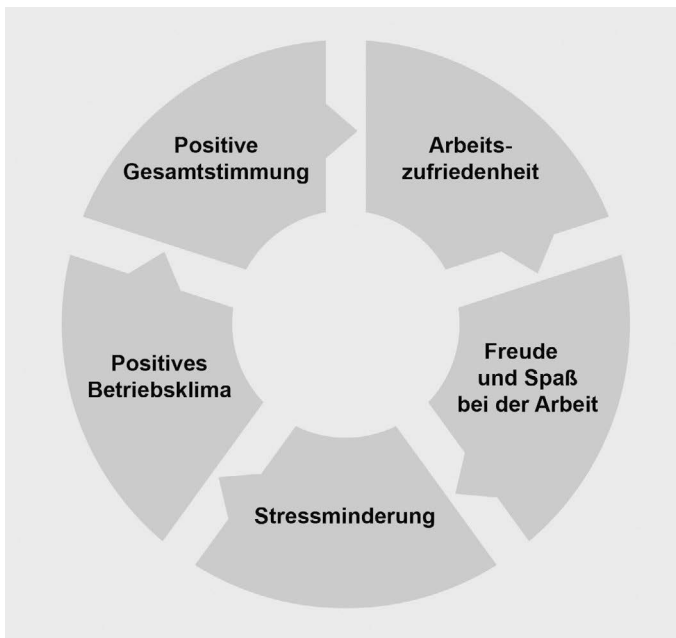 Positive
Gesamtstimmung
Arbeits-
zufriedenheit
Freude
und Spaß
bei der Arbeit
Stressminderung
Positives
Betriebsklima